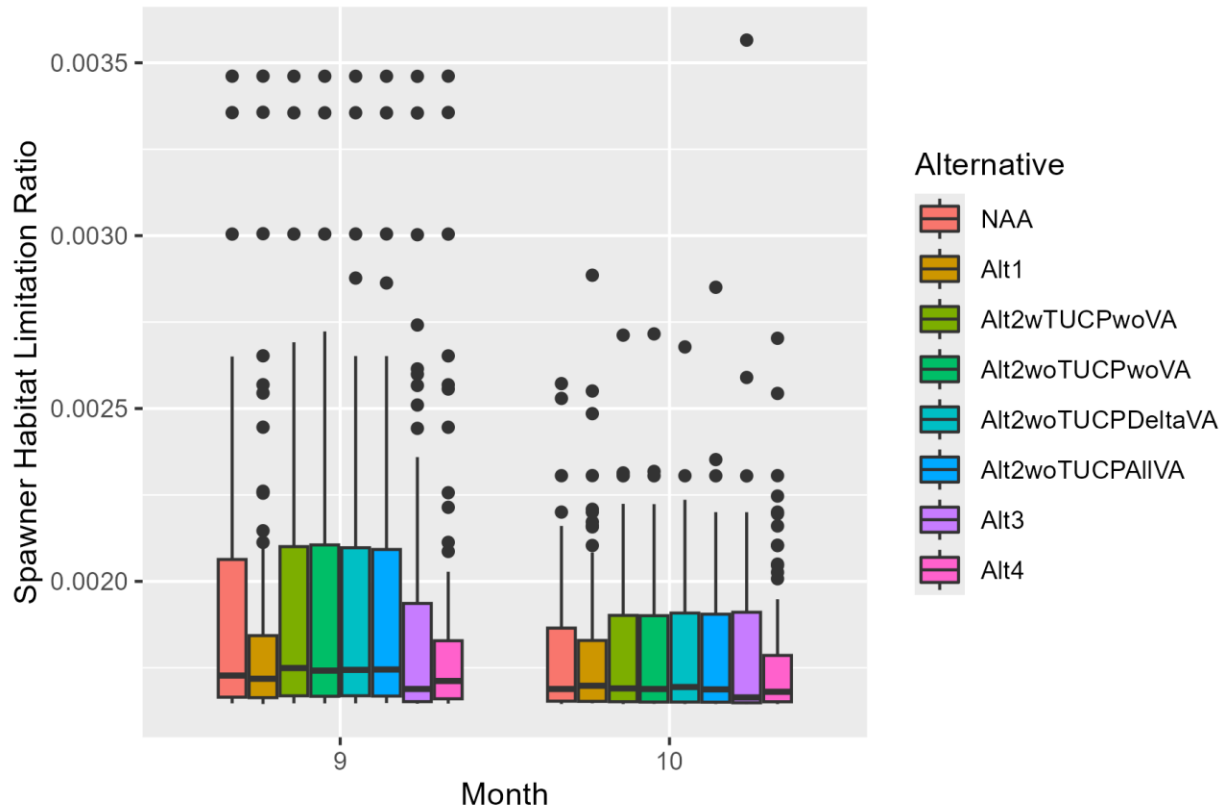 0.0035
0.0030
0.0025
0.0020
Spawner Habitat Limitation Ratio
9
10
Month
Alternative
NAA
Alt1
Alt2wTUCPwoVA
Alt2woTUCPwoVA
Alt2woTUCPDeltaVA
Alt2woTUCPAllVA
Alt3
Alt4